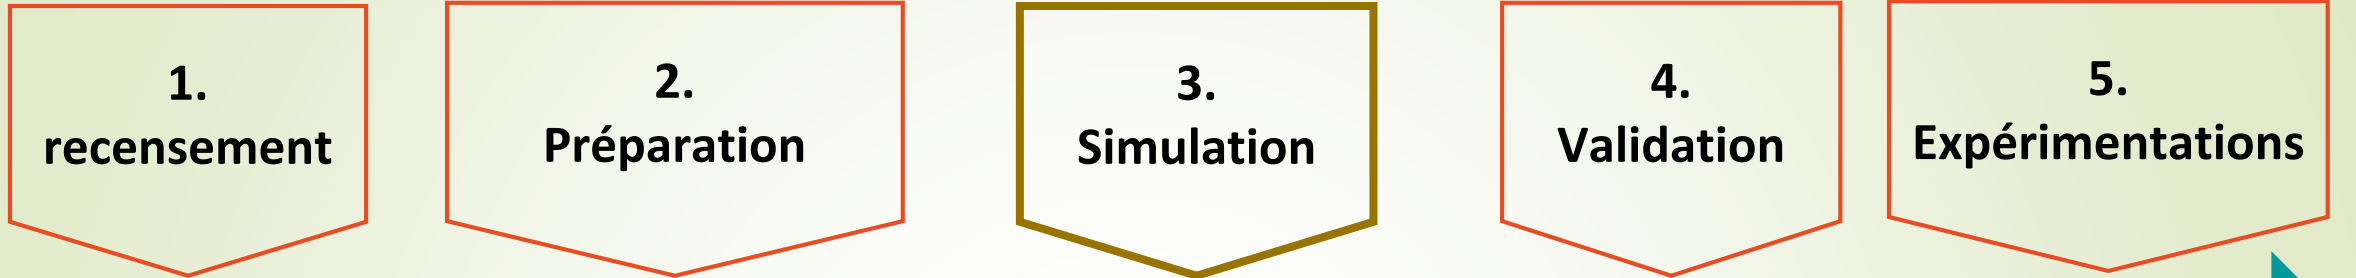 1.
recensement
2.
Préparation
3.
Simulation
4.
Validation
5.
Expérimentations